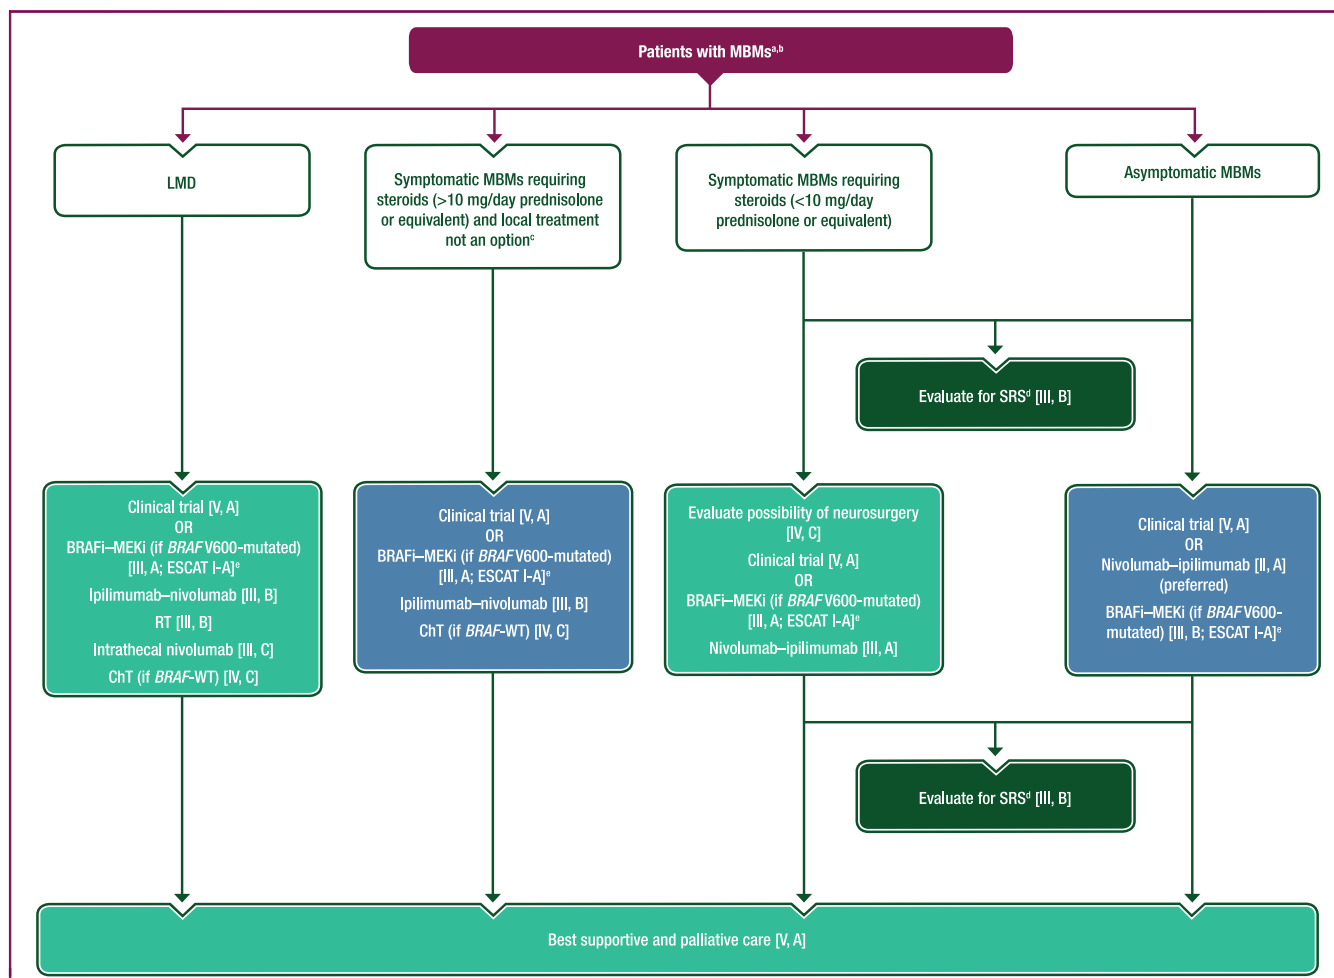 Patients with MBMsa,b
LMD
Symptomatic MBMs requiring
steroids (>10 mg/day prednisolone
or equivalent) and local treatment
not an optionc
Symptomatic MBMs requiring
steroids (<10 mg/day
prednisolone or equivalent)
Asymptomatic MBMs
Evaluate for SRSd [III, B]
Clinical trial [V, A]
OR
BRAFi–MEKi (if BRAF V600-mutated)
[III, A; ESCAT I-A]e
Ipilimumab–nivolumab [III, B]
RT [III, B]
Intrathecal nivolumab [III, C]
ChT (if BRAF-WT) [IV, C]
Clinical trial [V, A]
OR
BRAFi–MEKi (if BRAF V600-mutated)
[III, A; ESCAT I-A]e
Ipilimumab–nivolumab [III, B]
ChT (if BRAF-WT) [IV, C]
Evaluate possibility of neurosurgery
[IV, C]
Clinical trial [V, A]
OR
BRAFi–MEKi (if BRAF V600-mutated)
[III, A; ESCAT I-A]e
Nivolumab–ipilimumab [III, A]
Clinical trial [V, A]
OR
Nivolumab–ipilimumab [II, A]
(preferred)
BRAFi–MEKi (if BRAF V600-
mutated) [III, B; ESCAT I-A]e
Evaluate for SRSd [III, B]
Best supportive and palliative care [V, A]